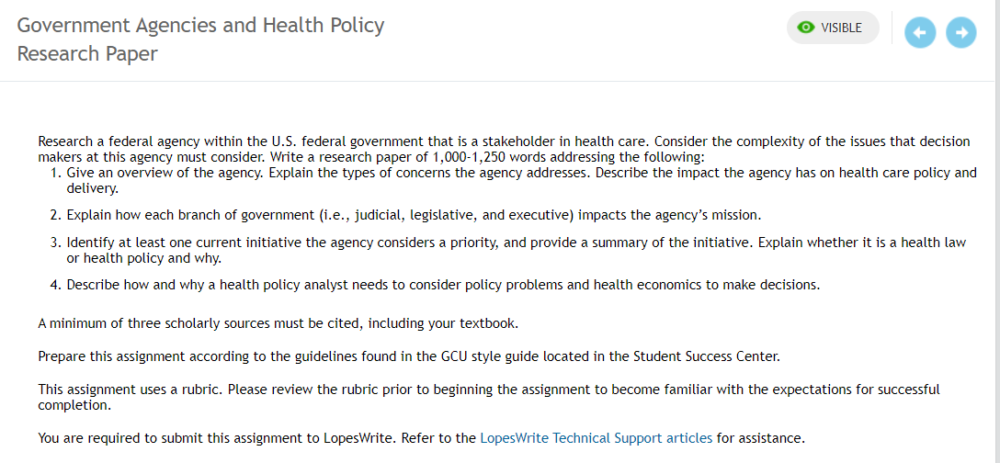 Government Agencies and Health Policy
Research Paper
VISIBLE
Research a federal agency within the U.S. federal government that is a stakeholder in health care. Consider the complexity of the issues that decision
makers at this agency must consider. Write a research paper of 1,000-1,250 words addressing the following:
1. Give an overview of the agency. Explain the types of concerns the agency addresses. Describe the impact the agency has on health care policy and
delivery.
2. Explain how each branch of government (i.e., judicial, legislative, and executive) impacts the agency's mission.
3. Identify at least one current initiative the agency considers a priority, and provide a summary of the initiative. Explain whether it is a health law
or health policy and why.
4. Describe how and why a health policy analyst needs to consider policy problems and health economics to make decisions.
A minimum of three scholarly sources must be cited, including your textbook.
Prepare this assignment according to the guidelines found in the GCU style guide located in the Student Success Center.
This assignment uses a rubric. Please review the rubric prior to beginning the assignment to become familiar with the expectations for successful
completion.
You are required to submit this assignment to LopesWrite. Refer to the LopesWrite Technical Support articles for assistance.